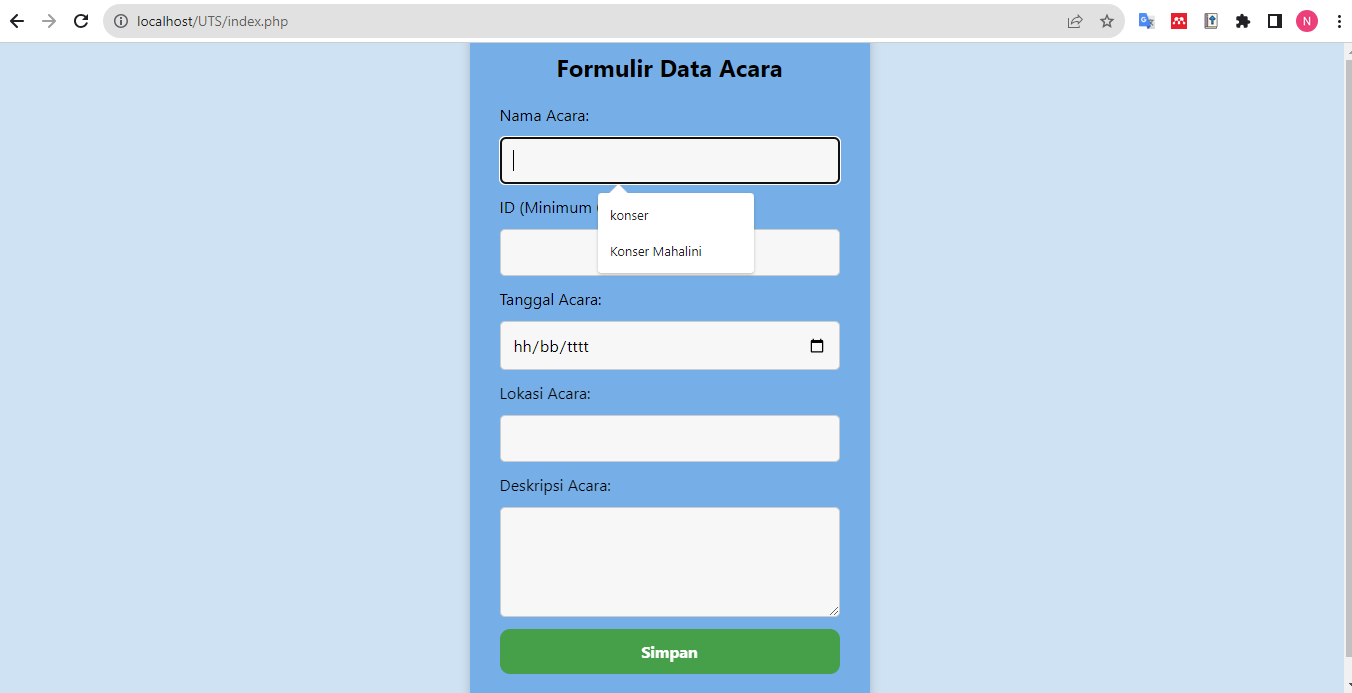 localhost/UTS/index.php
N
Formulir Data Acara
Nama Acara:
konser
Konser Mahalini
ID (Minimum
Tanggal Acara:
hh/bb/tttt
Lokasi Acara:
Deskripsi Acara:
Simpan